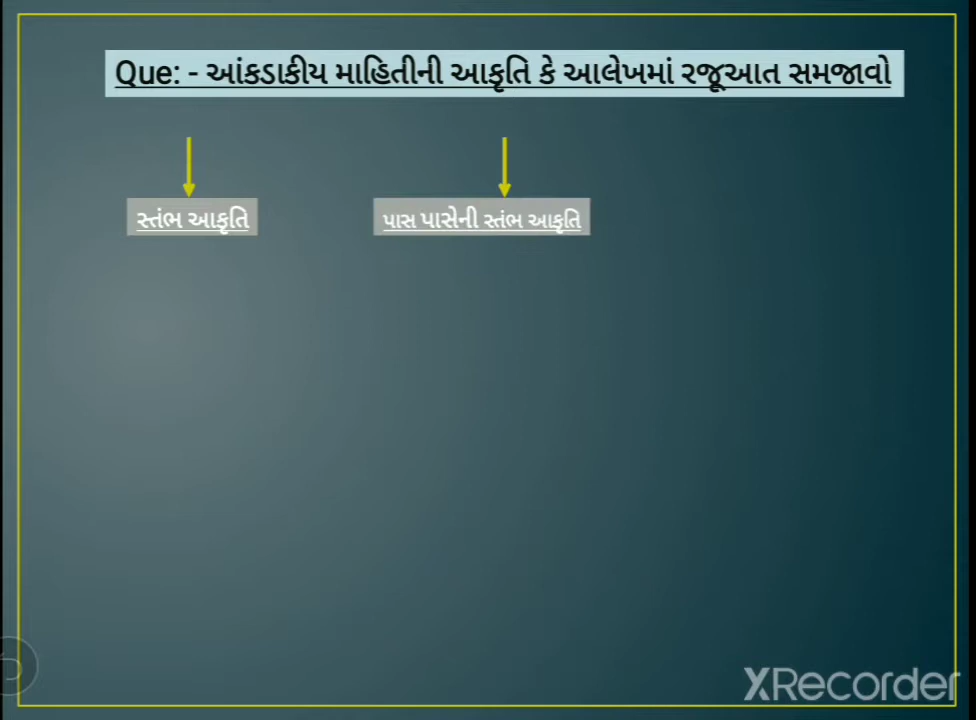 Que: - આંકડાકીય માહિતીની આકૃતિ કે આલેખમાં રજૂઆત સમજાવો
સ્તંભ આકૃતિ
પાસ પાસેની સ્તંભ આકૃતિ
XRecorder